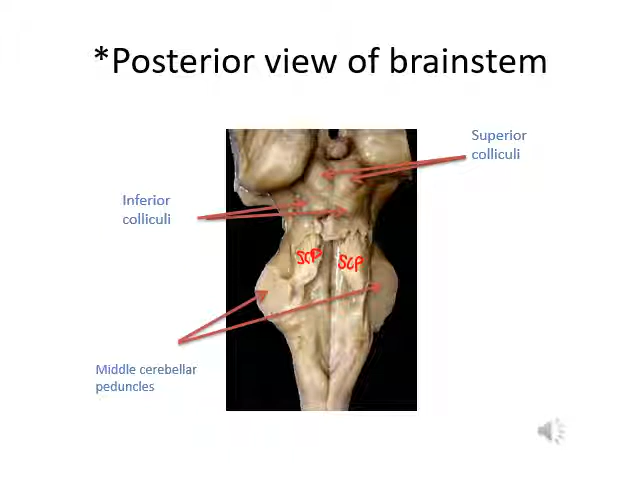 *Posterior view of brainstem
Superior
colliculi
Inferior
colliculi
SCP
SCP
Middle cerebellar
peduncles